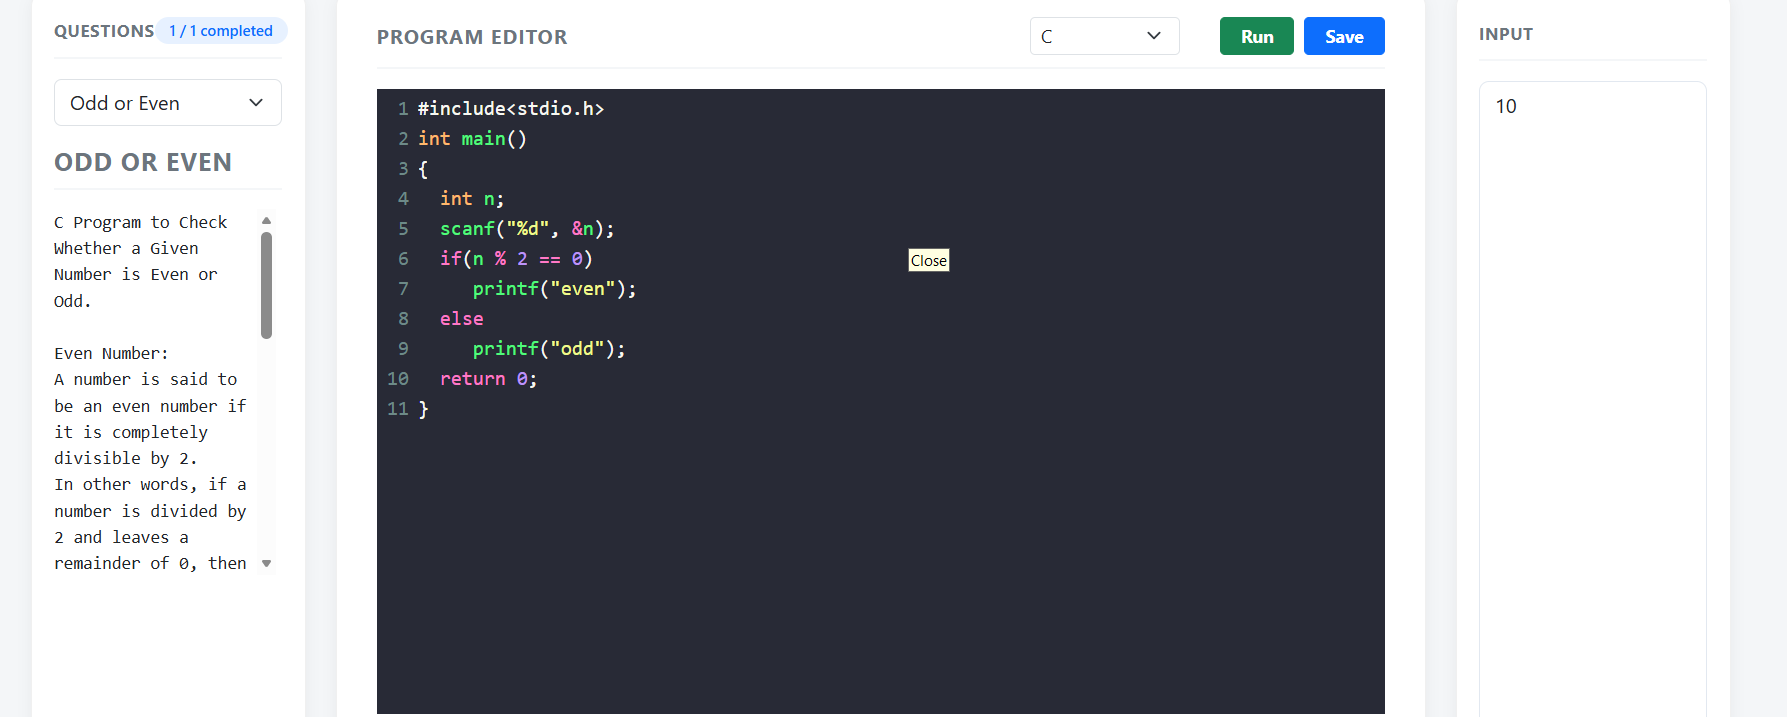 QUESTIONS
1 / 1 completed
Odd or Even
ODD OR EVEN
C Program to Check
Whether a Given
Number is Even or
Odd.
Even Number:
A number is said to
be an even number if
it is completely
divisible by 2.
In other words, if a
number is divided by
2 and leaves a
remainder of 0, then
PROGRAM EDITOR
C
Run
Save
1 #include<stdio.h>
2 int main()
3 {
4   int n;
5   scanf("%d", &n);
6   if(n % 2 == 0)
7      printf("even");
8   else
9      printf("odd");
10   return 0;
11 }
Close
INPUT
10